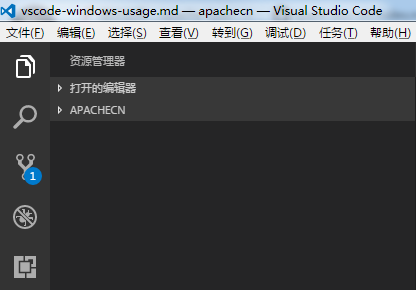 vscode-windows-usage.md — apachecn — Visual Studio Code
文件(F) 编辑(E) 选择(S) 查看(V) 转到(G) 调试(D) 任务(T) 帮助(H)
资源管理器
打开的编辑器
APACHECN
1